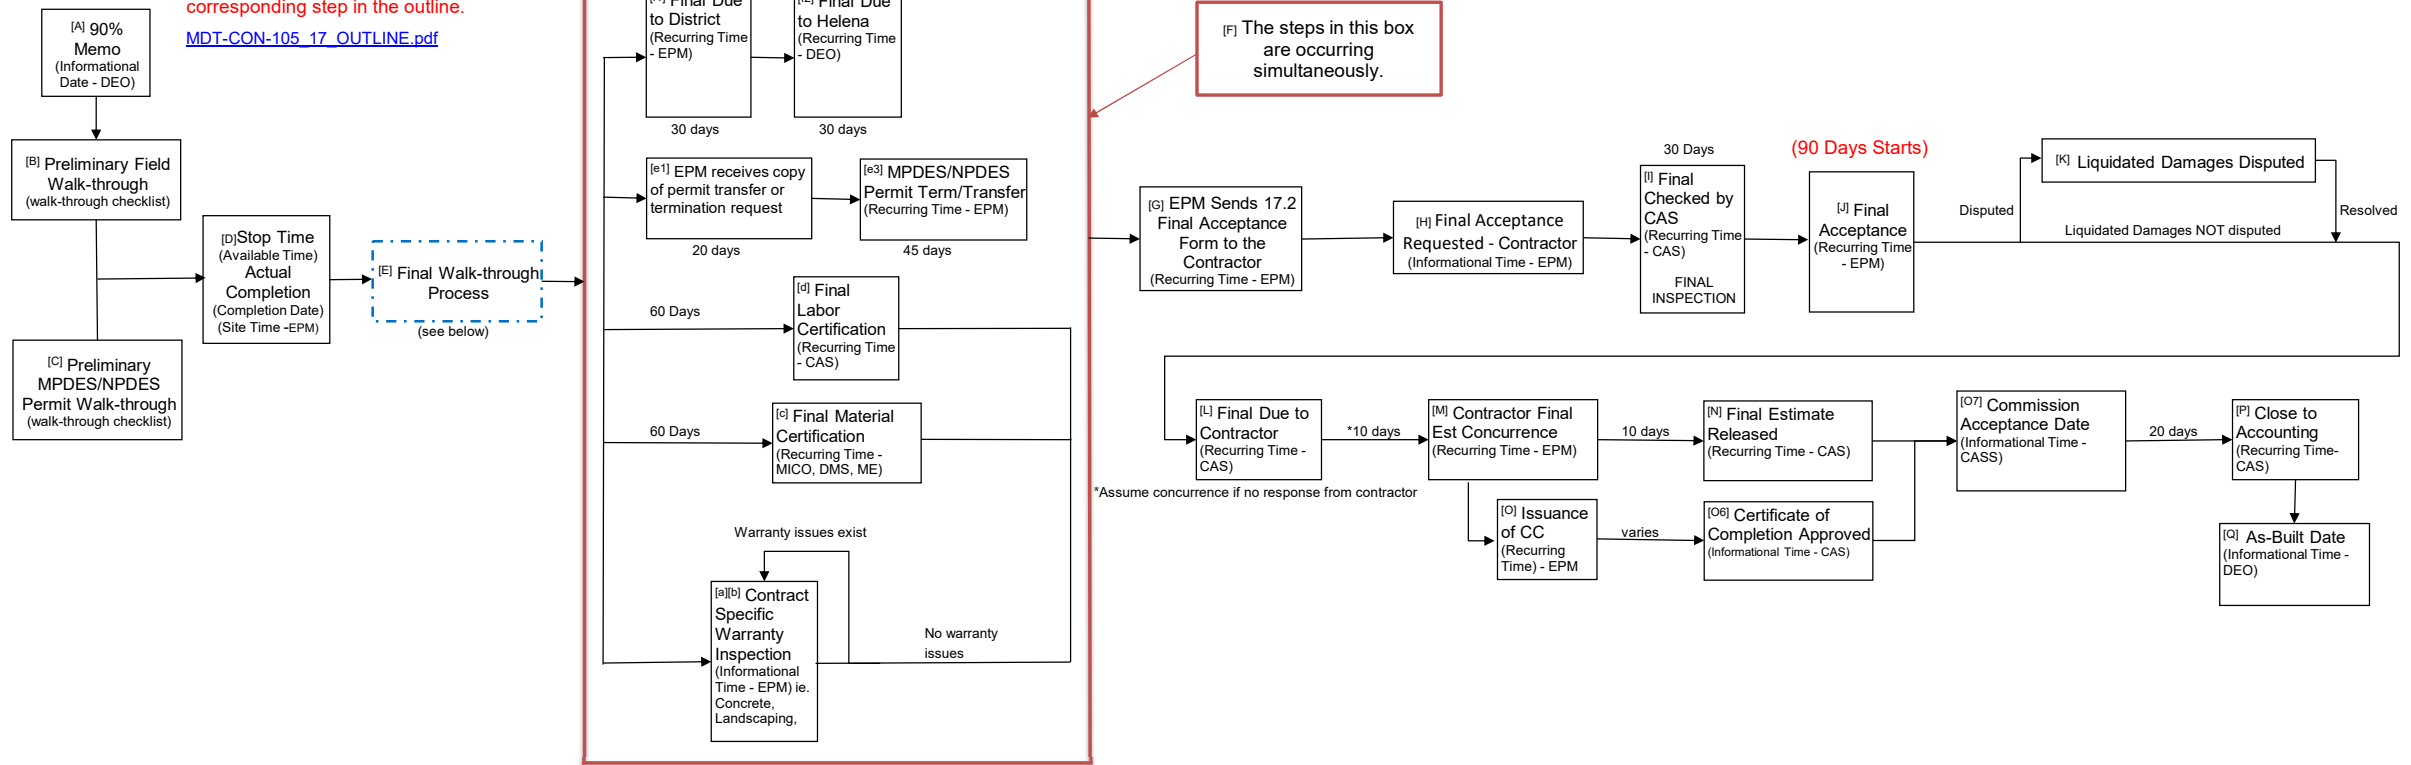 corresponding step in the outline.
MDT-CON-105_17_OUTLINE.pdf
[A] 90%
Memo
(Informational
Date - DEO)
[B] Preliminary Field
Walk-through
(walk-through checklist)
[C] Preliminary
MPDES/NPDES
Permit Walk-through
(walk-through checklist)
[D]Stop Time
(Available Time)
Actual
Completion
(Completion Date)
(Site Time -EPM)
[E] Final Walk-through
Process
(see below)
Final Due
to District
(Recurring Time
- EPM)
30 days
Final Due
to Helena
(Recurring Time
- DEO)
30 days
[e1] EPM receives copy
of permit transfer or
termination request
20 days
[e3] MPDES/NPDES
Permit Term/Transfer
(Recurring Time - EPM)
45 days
60 Days
[d] Final
Labor
Certification
(Recurring Time
- CAS)
60 Days
[c] Final Material
Certification
(Recurring Time -
MICO, DMS, ME)
Warranty issues exist
[a][b] Contract
Specific
Warranty
Inspection
(Informational
Time - EPM) ie.
Concrete,
Landscaping,
No warranty
issues
[F] The steps in this box
are occurring
simultaneously.
[G] EPM Sends 17.2
Final Acceptance
Form to the
Contractor
(Recurring Time - EPM)
[H] Final Acceptance
Requested - Contractor
(Informational Time - EPM)
30 Days
[I] Final
Checked by
CAS
(Recurring Time
- CAS)
FINAL
INSPECTION
(90 Days Starts)
[J] Final
Acceptance
(Recurring Time
- EPM)
Disputed
[K] Liquidated Damages Disputed
Resolved
Liquidated Damages NOT disputed
[L] Final Due to
Contractor
(Recurring Time -
CAS)
*10 days
*Assume concurrence if no response from contractor
[M] Contractor Final
Est Concurrence
(Recurring Time - EPM)
10 days
[N] Final Estimate
Released
(Recurring Time - CAS)
[O] Issuance
of CC
(Recurring
Time) - EPM
varies
[O6] Certificate of
Completion Approved
(Informational Time - CAS)
[O7] Commission
Acceptance Date
(Informational Time -
CASS)
20 days
[P] Close to
Accounting
(Recurring Time-
CAS)
[Q] As-Built Date
(Informational Time -
DEO)